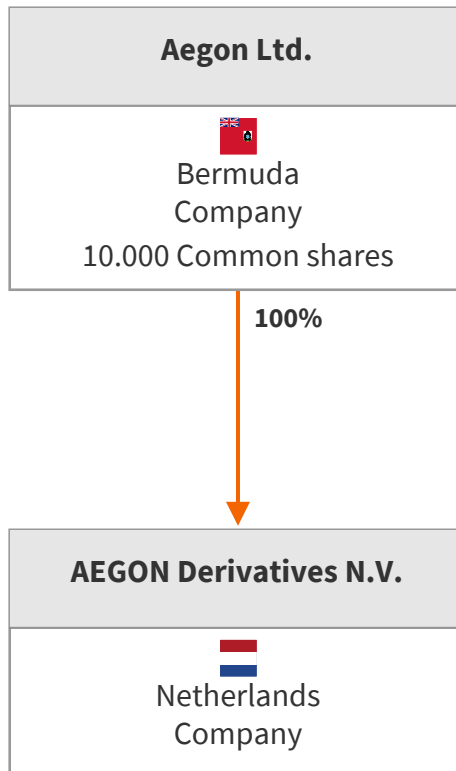 Aegon Ltd.
Bermuda
Company
10.000 Common shares
100%
AEGON Derivatives N.V.
Netherlands
Company